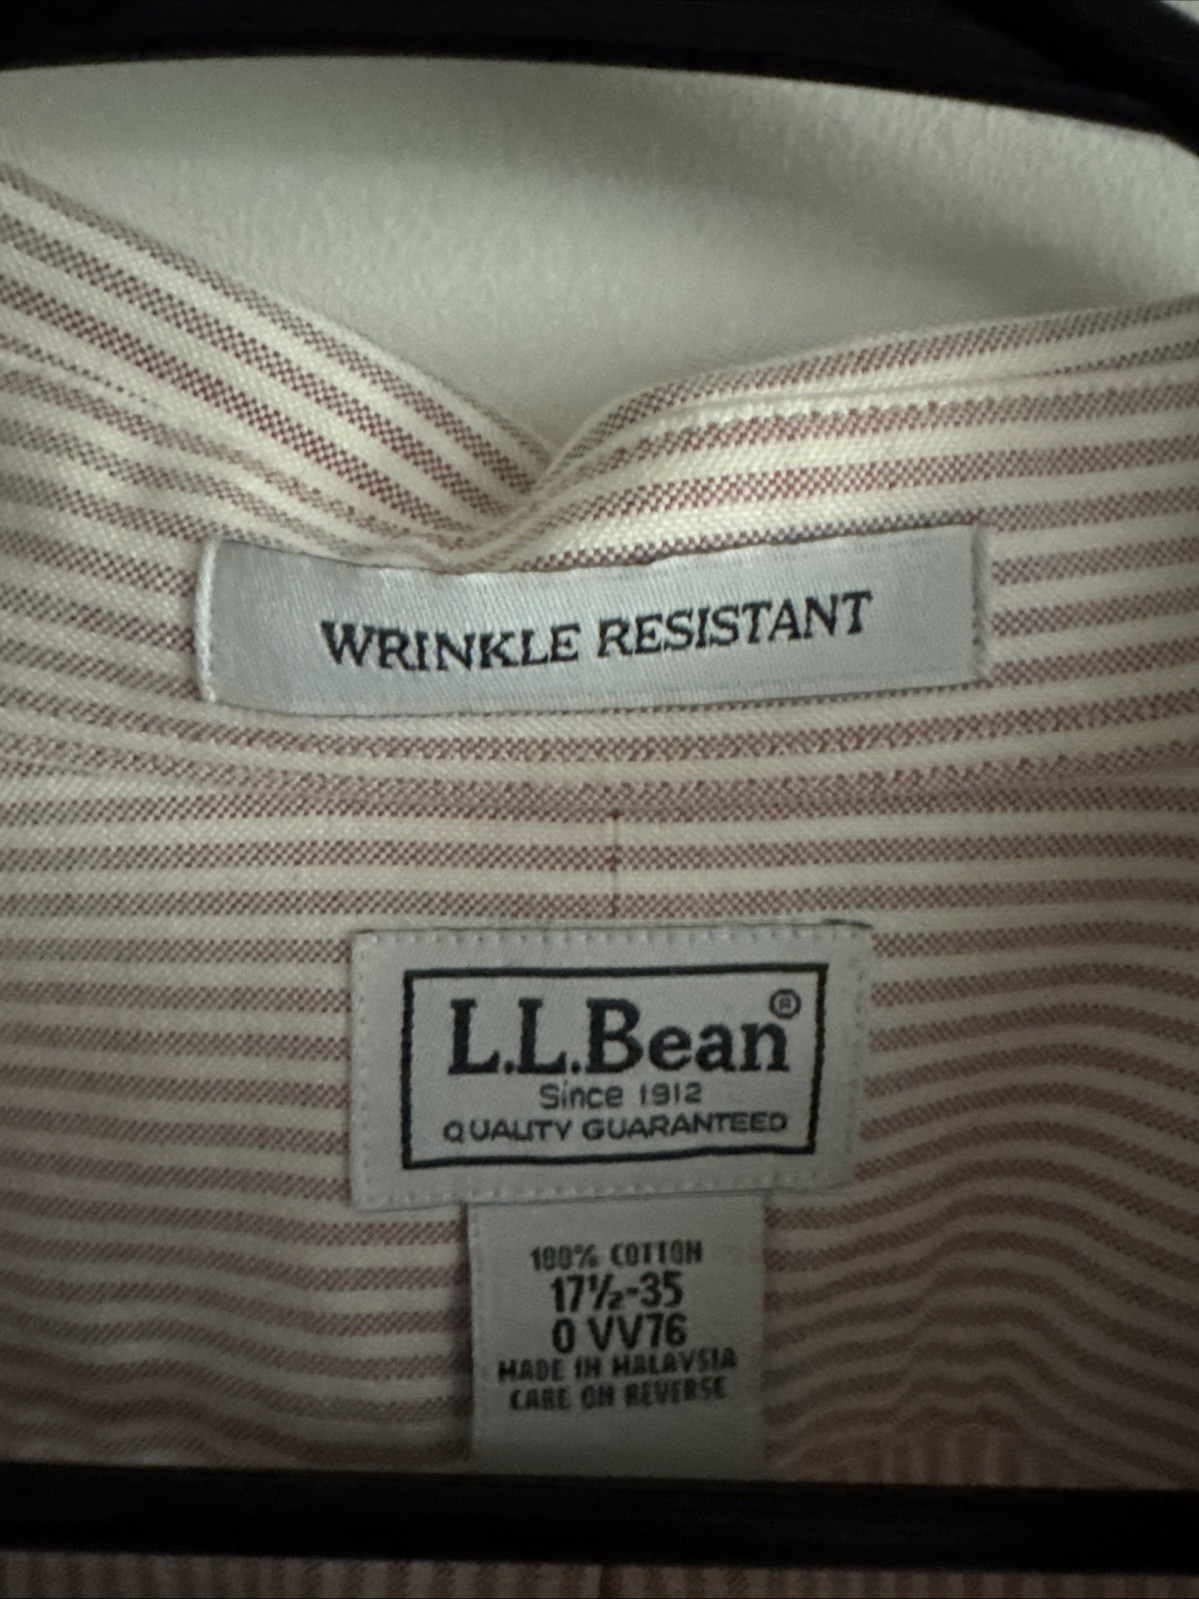 WRINKLE RESISTANT
L.L.Bean®
Since 1912
QUALITY GUARANTEED
100% COTTON
17½-35
0 VV76
MADE IN MALAYSIA
CARE ON REVERSE